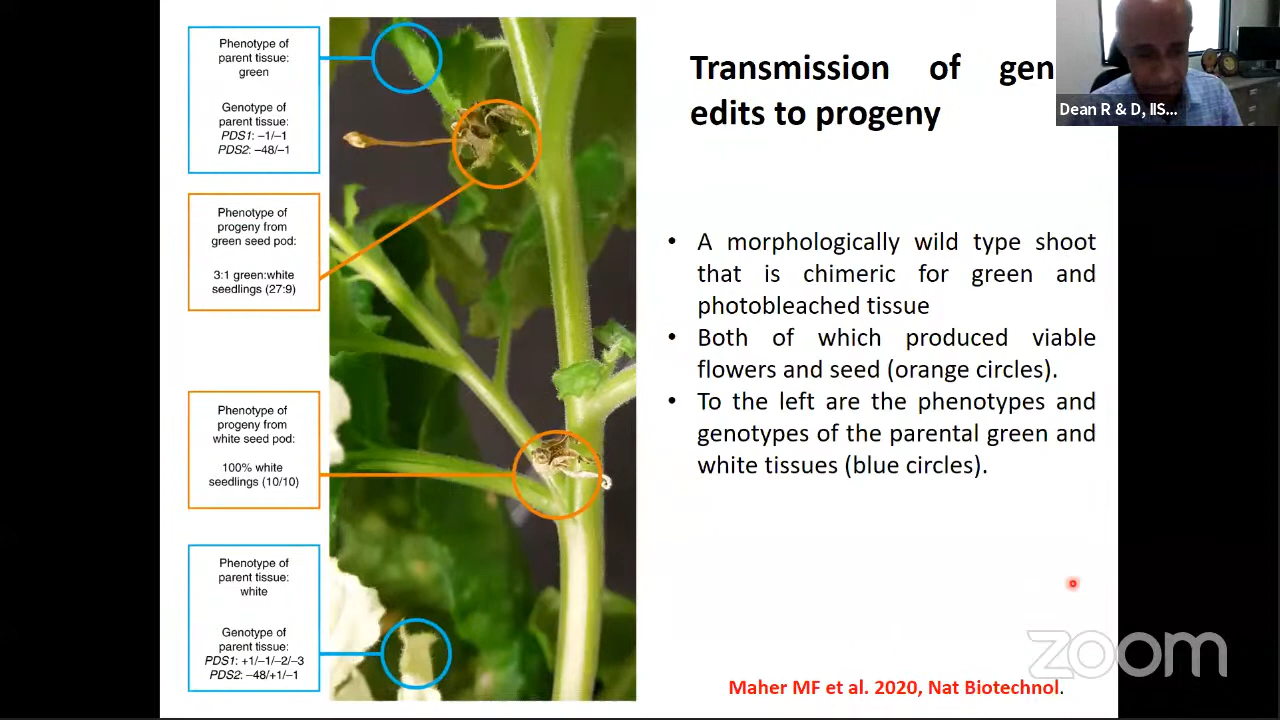 Phenotype of
parent tissue:
green
Genotype of
parent tissue:
PDS1: –1/–1
PDS2: –48/–1
Phenotype of
progeny from
green seed pod:
3:1 green:white
seedlings (27:9)
Phenotype of
progeny from
white seed pod:
100% white
seedlings (10/10)
Phenotype of
parent tissue:
white
Genotype of
parent tissue:
PDS1: +1/–1/–2/–3
PDS2: –48/+1/–1
Transmission of gen
edits to progeny
• A morphologically wild type shoot
that is chimeric for green and
photobleached tissue
• Both of which produced viable
flowers and seed (orange circles).
• To the left are the phenotypes and
genotypes of the parental green and
white tissues (blue circles).
Maher MF et al. 2020, Nat Biotechnol.
Dean R & D, IIS...
zoom